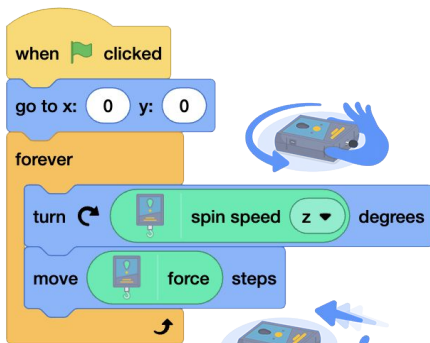 when clicked
go to x: 0 y: 0
forever
turn spin speed z degrees
move force steps